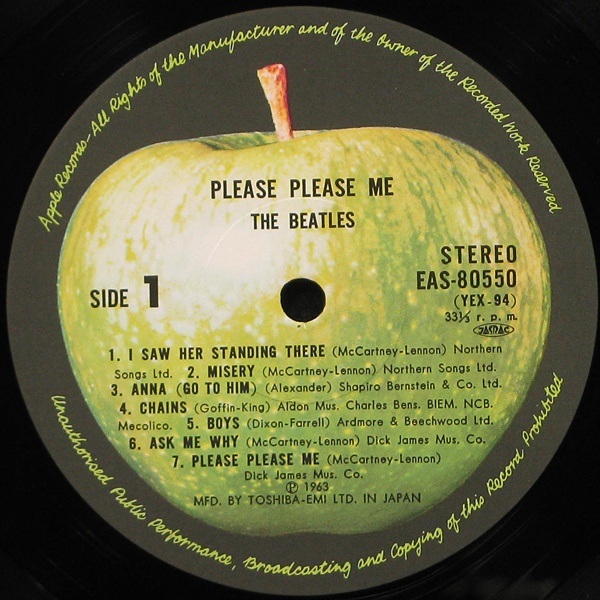 Apple Records-All Rights of the Manufacturer and of the Owner of the Recorded Work Reserved
PLEASE PLEASE ME
THE BEATLES
STEREO
EAS-80550
(YEX-94)
33⅓ r. p. m.
JASRAC
SIDE 1
1. I SAW HER STANDING THERE (McCartney-Lennon) Northern
Songs Ltd. 2. MISERY (McCartney-Lennon) Northern Songs Ltd.
3. ANNA (GO TO HIM) (Alexander) Shapiro Bernstein & Co. Ltd.
4. CHAINS (Goffin-King) Aldon Mus. Charles Bens. BIEM. NCB.
Mecolico. 5. BOYS (Dixon-Farrell) Ardmore & Beechwood Ltd.
6. ASK ME WHY (McCartney-Lennon) Dick James Mus. Co.
7. PLEASE PLEASE ME (McCartney-Lennon)
Dick James Mus. Co.
Ⓟ 1963
MFD. BY TOSHIBA-EMI LTD. IN JAPAN
Unauthorised Public Performance, Broadcasting and Copying of this Record Prohibited